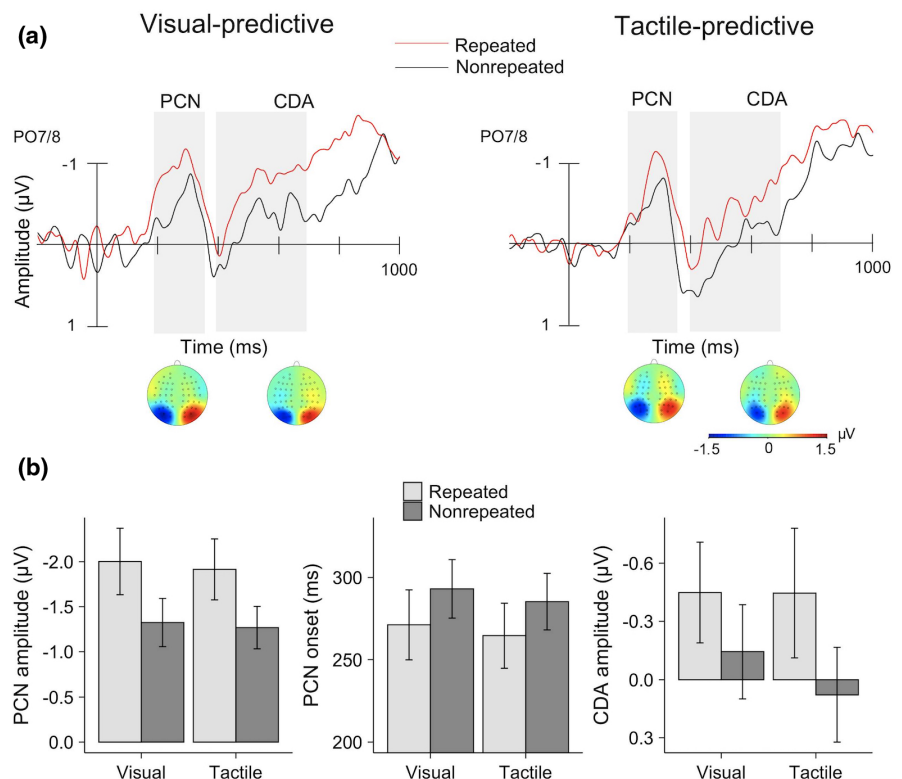 (a)
Visual-predictive
Tactile-predictive
Repeated
Nonrepeated
PCN
CDA
PO7/8
-1
1
Amplitude (µV)
1000
Time (ms)
PCN
CDA
PO7/8
-1
1
1000
Time (ms)
µV
-1.5
0
1.5
(b)
Repeated
Nonrepeated
PCN amplitude (µV)
-2.0
-1.5
-1.0
-0.5
0.0
Visual
Tactile
PCN onset (ms)
300
250
200
Visual
Tactile
CDA amplitude (µV)
-0.6
-0.3
0.0
0.3
Visual
Tactile